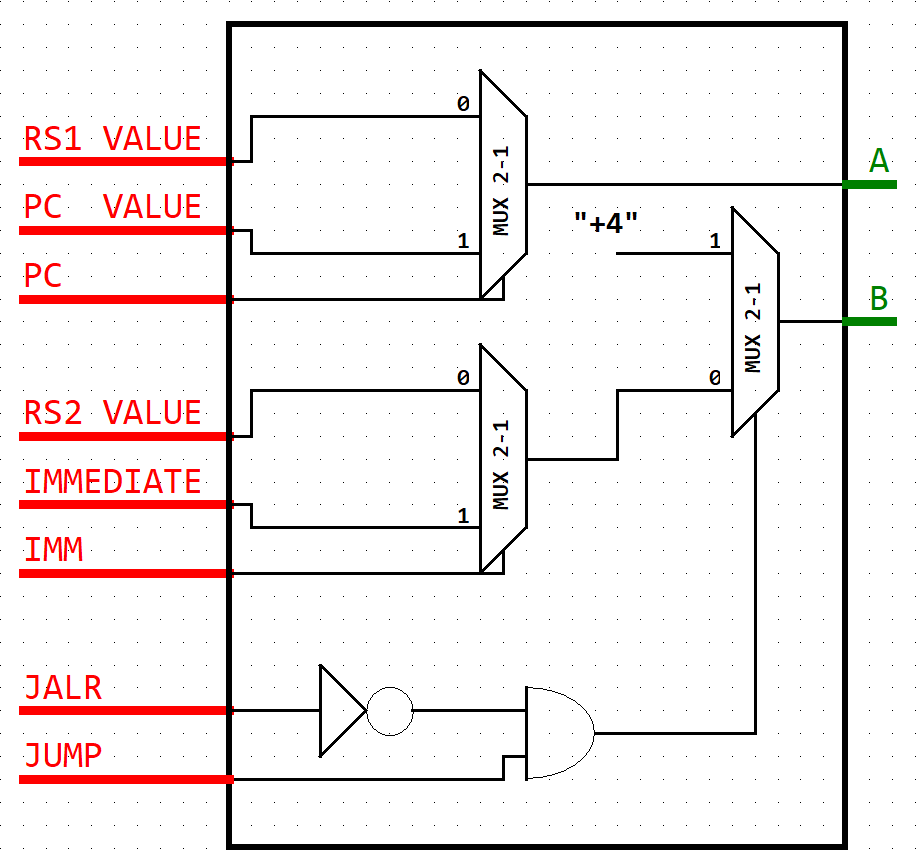 0
RS1 VALUE
MUX 2-1
A
PC  VALUE
"+4"
1
1
PC
MUX 2-1
B
0
0
RS2 VALUE
MUX 2-1
IMMEDIATE
1
IMM
JALR
JUMP